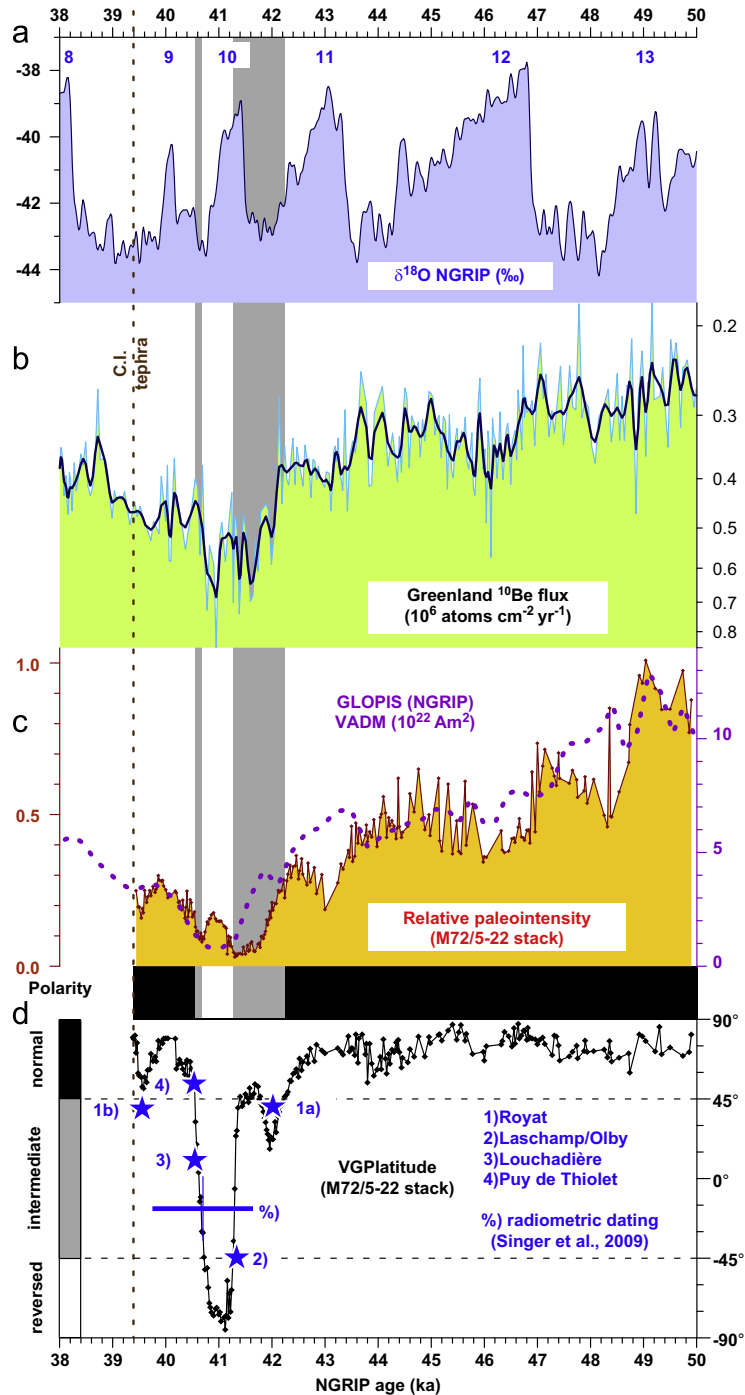 38 39 40 41 42 43 44 45 46 47 48 49 50
a
8 9 10 11 12 13
-38
-40
-42
-44
δ18O NGRIP (‰)
b
C.I.
tephra
0.2
0.3
0.4
0.5
0.6
0.7
0.8
Greenland 10Be flux
(10^6 atoms cm^-2 yr^-1)
c
1.0
0.5
0.0
GLOPIS (NGRIP)
VADM (10^22 Am^2)
10
5
0
Relative paleointensity
(M72/5-22 stack)
Polarity
d
normal
intermediate
reversed
90°
45°
0°
-45°
-90°
4)
1b)
1a)
3)
%)
2)
VGPlatitude
(M72/5-22 stack)
1)Royat
2)Laschamp/Olby
3)Louchadière
4)Puy de Thiolet
%) radiometric dating
(Singer et al., 2009)
38 39 40 41 42 43 44 45 46 47 48 49 50
NGRIP age (ka)